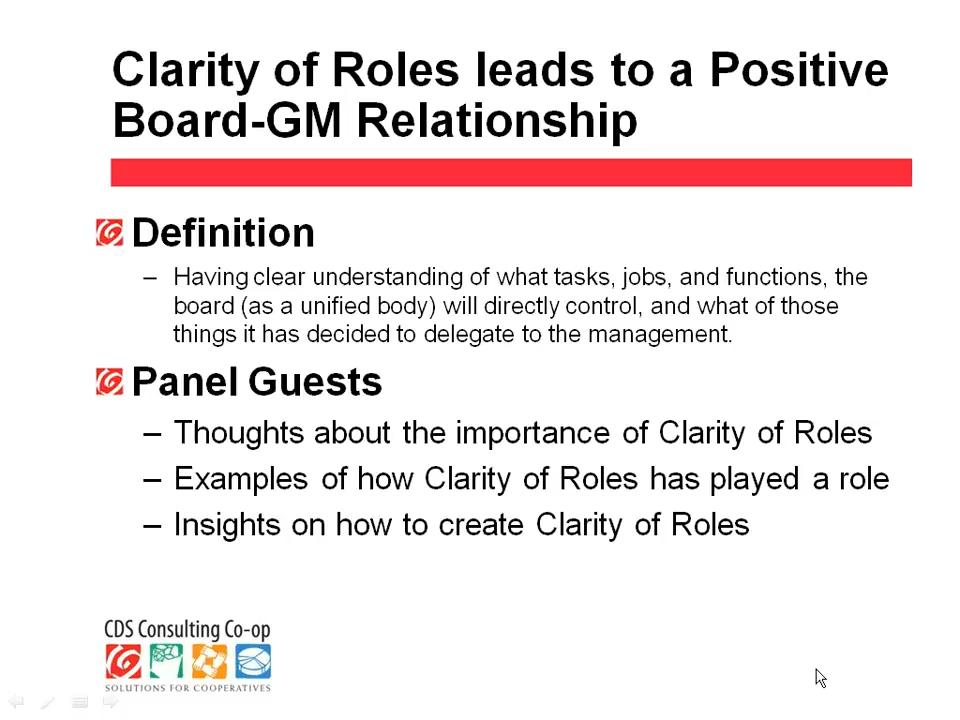 Clarity of Roles leads to a Positive
Board-GM Relationship
Definition
– Having clear understanding of what tasks, jobs, and functions, the
board (as a unified body) will directly control, and what of those
things it has decided to delegate to the management.
Panel Guests
– Thoughts about the importance of Clarity of Roles
– Examples of how Clarity of Roles has played a role
– Insights on how to create Clarity of Roles
CDS Consulting Co-op
SOLUTIONS FOR COOPERATIVES